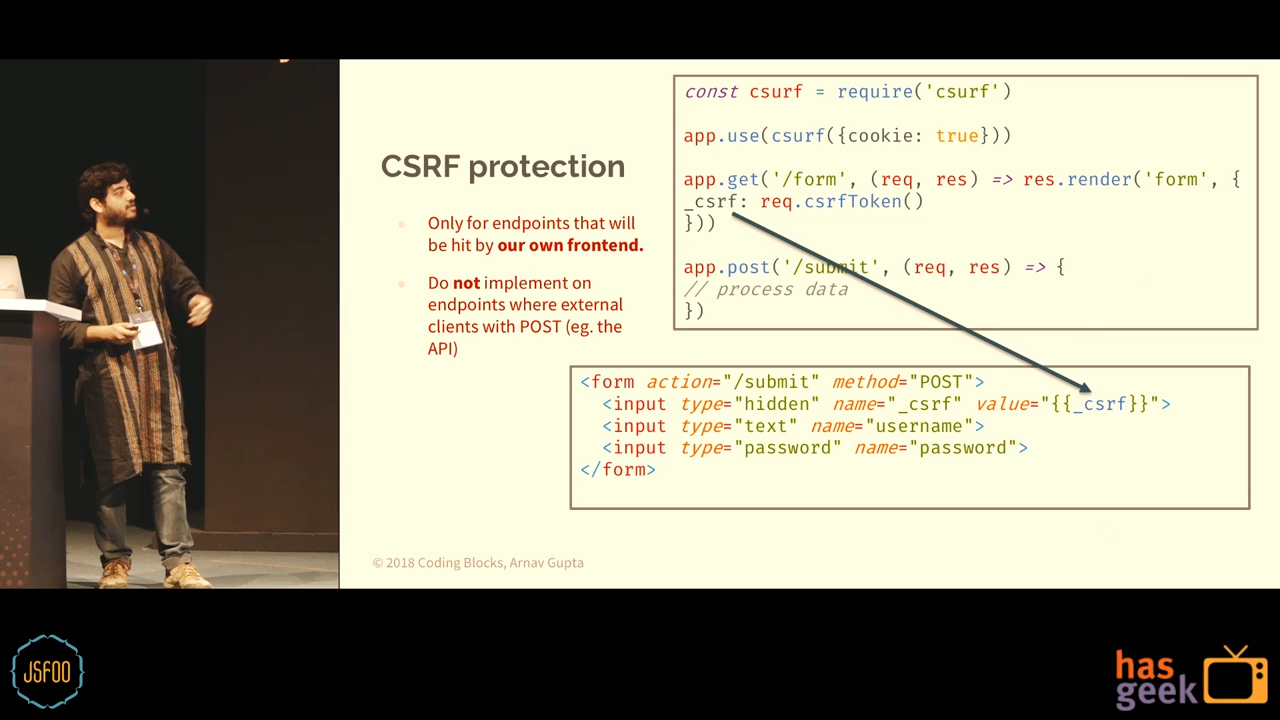 CSRF protection
Only for endpoints that will
be hit by our own frontend.
Do not implement on
endpoints where external
clients with POST (eg. the
API)
const csurf = require('csurf')
app.use(csurf({cookie: true}))
app.get('/form', (req, res) => res.render('form', {
_csrf: req.csrfToken()
}))
app.post('/submit', (req, res) => {
// process data
})
<form action="/submit" method="POST">
<input type="hidden" name="_csrf" value="{{_csrf}}">
<input type="text" name="username">
<input type="password" name="password">
</form>
© 2018 Coding Blocks, Arnav Gupta
JSFOO
has
geek